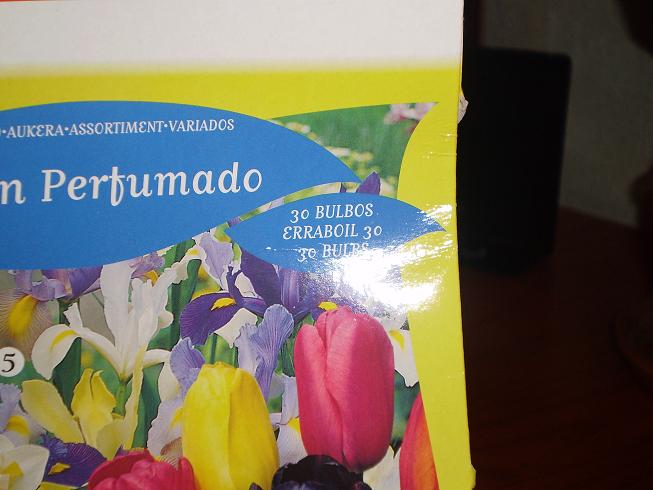 ·AUKERA·ASSORTIMENT·VARIADOS
n Perfumado
30 BULBOS
ERRABOIL 30
30 BULBS
5